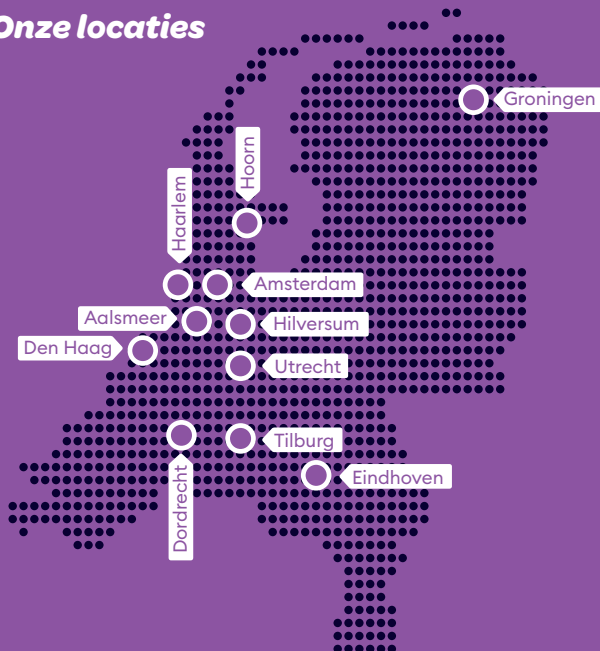 Onze locaties
Groningen
Hoorn
Haarlem
Amsterdam
Aalsmeer
Hilversum
Den Haag
Utrecht
Tilburg
Dordrecht
Eindhoven